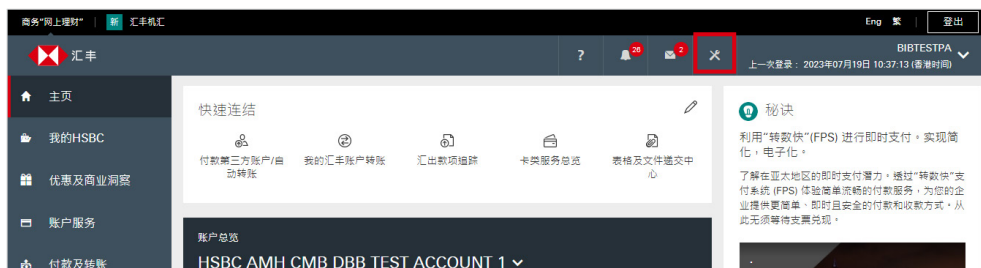 商务“网上理财” 新 汇丰机汇 Eng 繁 登出
汇丰 ? 26 2 BIBTESTPA
上一次登录： 2023年07月19日 10:37:13 (香港时间)
主页
我的HSBC
优惠及商业洞察
账户服务
付款及转账
快速连结
付款第三方账户/自
动转账
我的汇丰账户转账
汇出款项追踪
卡类服务总览
表格及文件递交中
心
账户总览
HSBC AMH CMB DBB TEST ACCOUNT 1
秘诀
利用“转数快”(FPS) 进行即时支付。实现简
化，电子化。
了解在亚太地区的即时支付潜力。透过“转数快”支
付系统 (FPS) 体验简单流畅的付款服务，为您的企
业提供更简单、即时且安全的付款和收款方式，从
此无须等待支票兑现。